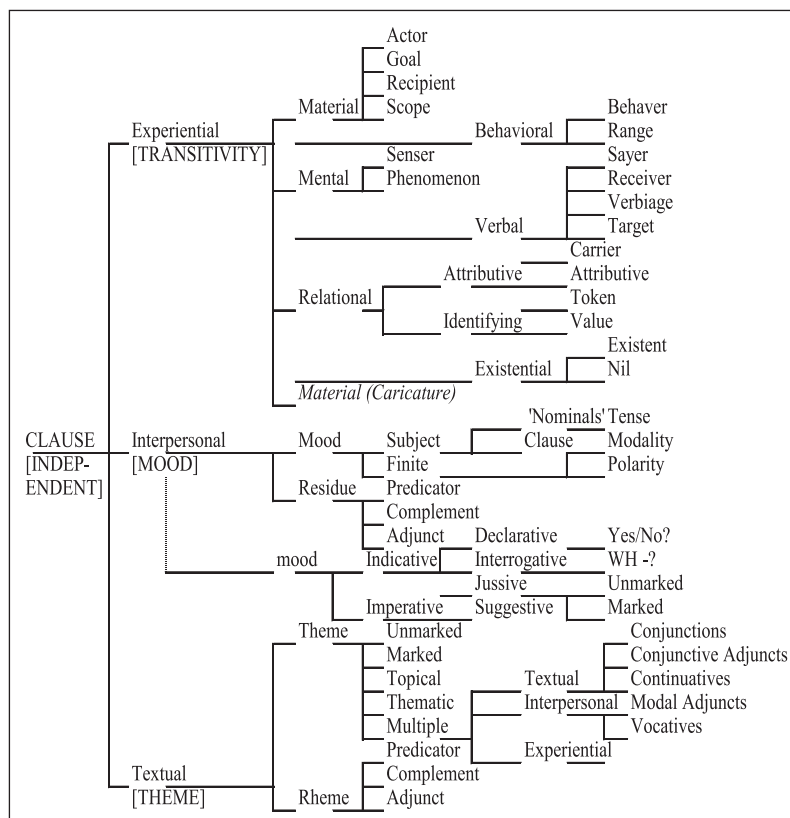 Actor
Goal
Recipient
Material Scope Behaver
Experiential Behavioral Range
[TRANSITIVITY] Senser Sayer
Mental Phenomenon Receiver
Verbiage
Verbal Target
Carrier
Attributive Attributive
Relational Token
Identifying Value
Existent
Existential Nil
Material (Caricature)
'Nominals' Tense
CLAUSE Interpersonal Mood Subject Clause Modality
[INDEP- [MOOD] Finite Polarity
ENDENT] Residue Predicator
Complement
Adjunct Declarative Yes/No?
mood Indicative Interrogative WH -?
Jussive Unmarked
Imperative Suggestive Marked
Theme Unmarked Conjunctions
Marked Conjunctive Adjuncts
Topical Textual Continuatives
Thematic Interpersonal Modal Adjuncts
Multiple Vocatives
Predicator Experiential
Textual Complement
[THEME] Rheme Adjunct